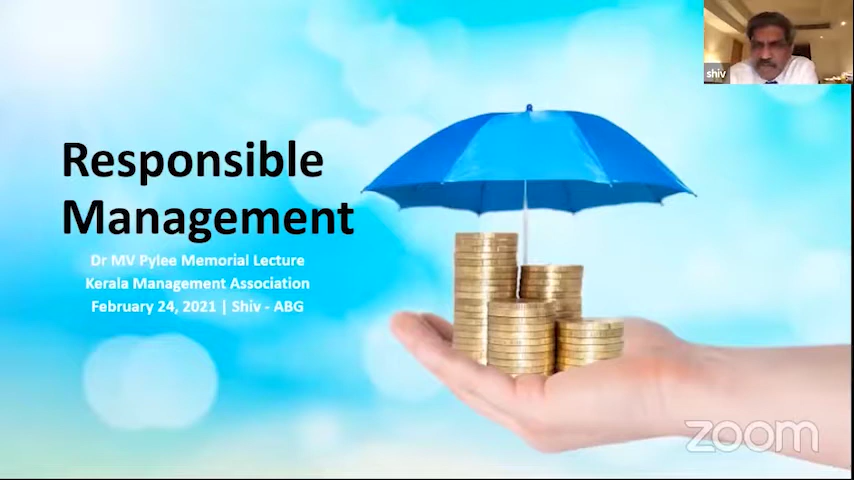 shiv
Responsible
Management
Dr MV Pylee Memorial Lecture
Kerala Management Association
February 24, 2021 | Shiv - ABG
zoom